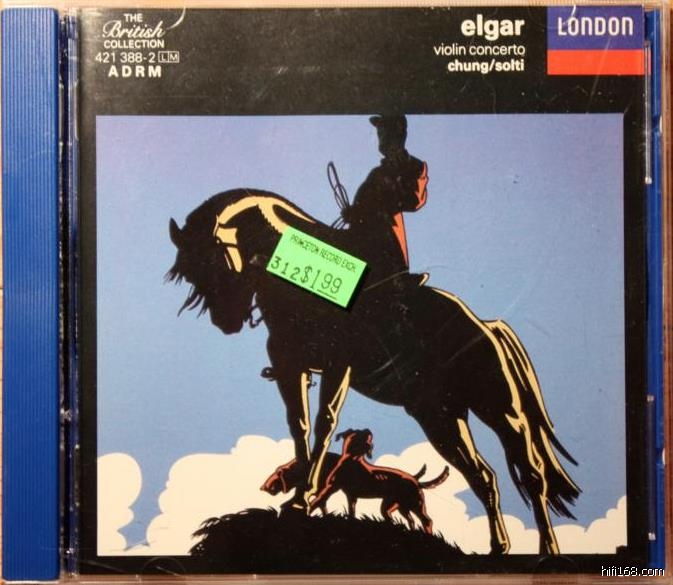 THE
British
COLLECTION
421 388-2 LM
ADRM
elgar
violin concerto
chung/solti
LONDON
PRINCETON RECORD EXCH.
312$1.99
hifi168.com